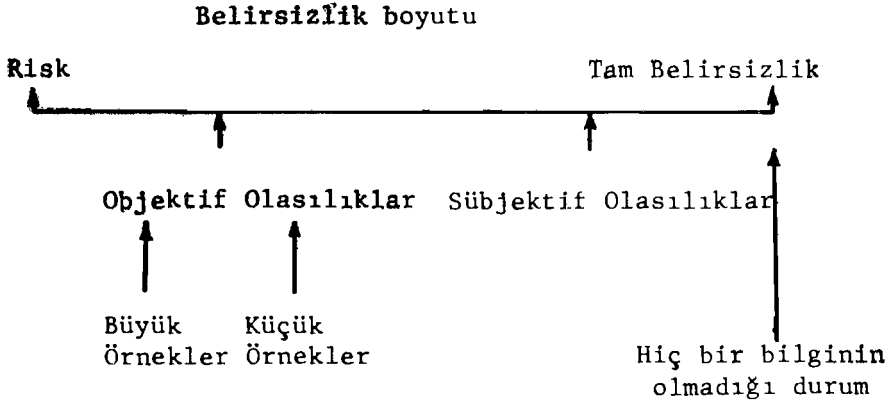 Belirsizlik boyutu
Risk
Tam Belirsizlik
Objektif Olasılıklar
Sübjektif Olasılıklar
Büyük
Örnekler
Küçük
Örnekler
Hiç bir bilginin
olmadığı durum